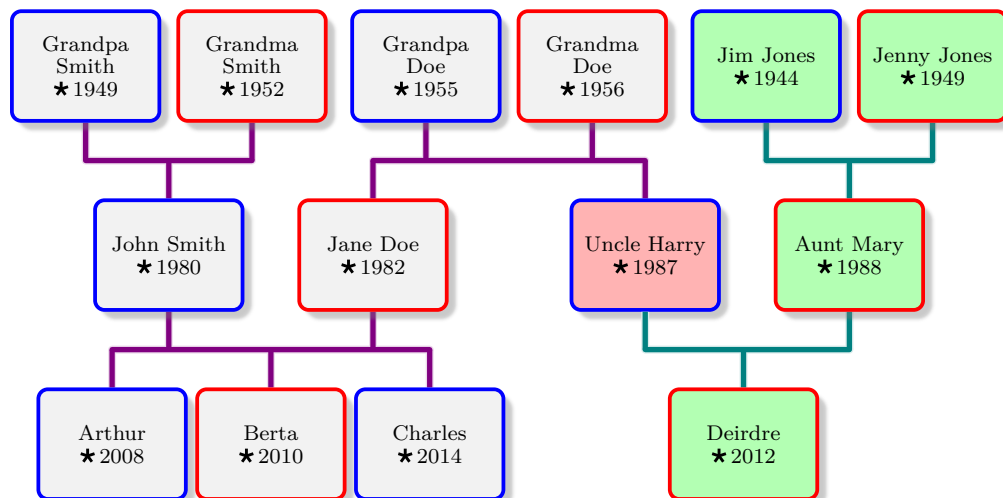 Grandpa
Smith
★ 1949
Grandma
Smith
★ 1952
Grandpa
Doe
★ 1955
Grandma
Doe
★ 1956
Jim Jones
★ 1944
Jenny Jones
★ 1949
John Smith
★ 1980
Jane Doe
★ 1982
Uncle Harry
★ 1987
Aunt Mary
★ 1988
Arthur
★ 2008
Berta
★ 2010
Charles
★ 2014
Deirdre
★ 2012